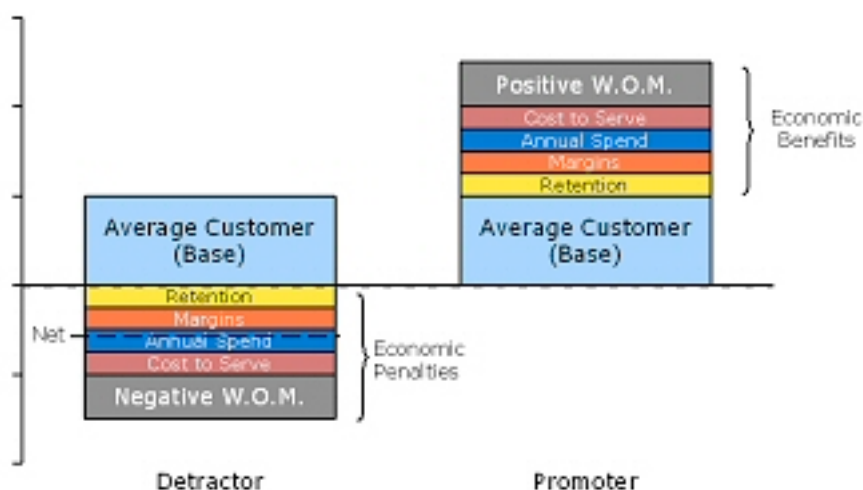 Positive W.O.M.
Cost to Serve
Annual Spend
Margins
Retention
Average Customer
(Base)
Economic
Benefits
Average Customer
(Base)
Retention
Margins
Annual Spend
Cost to Serve
Negative W.O.M.
Net
Economic
Penalties
Detractor
Promoter